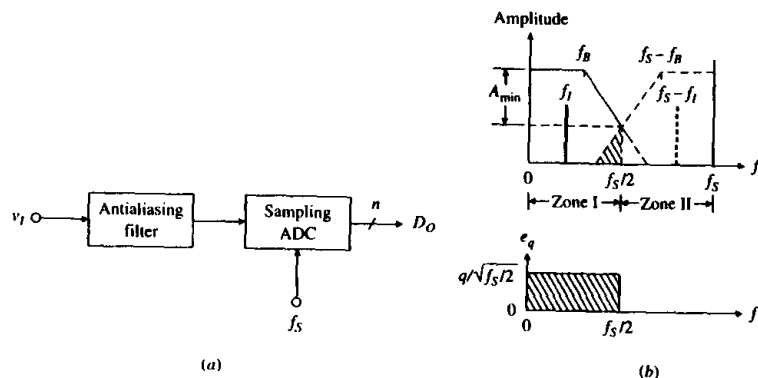 v_I
Antialiasing
filter
Sampling
ADC
n
D_O
f_S
(a)
Amplitude
f_B
f_S – f_B
A_min
f_I
f_S – f_I
f
0
f_S/2
f_S
Zone I
Zone II
e_q
q/√f_S/2
0
0
f_S/2
f
(b)